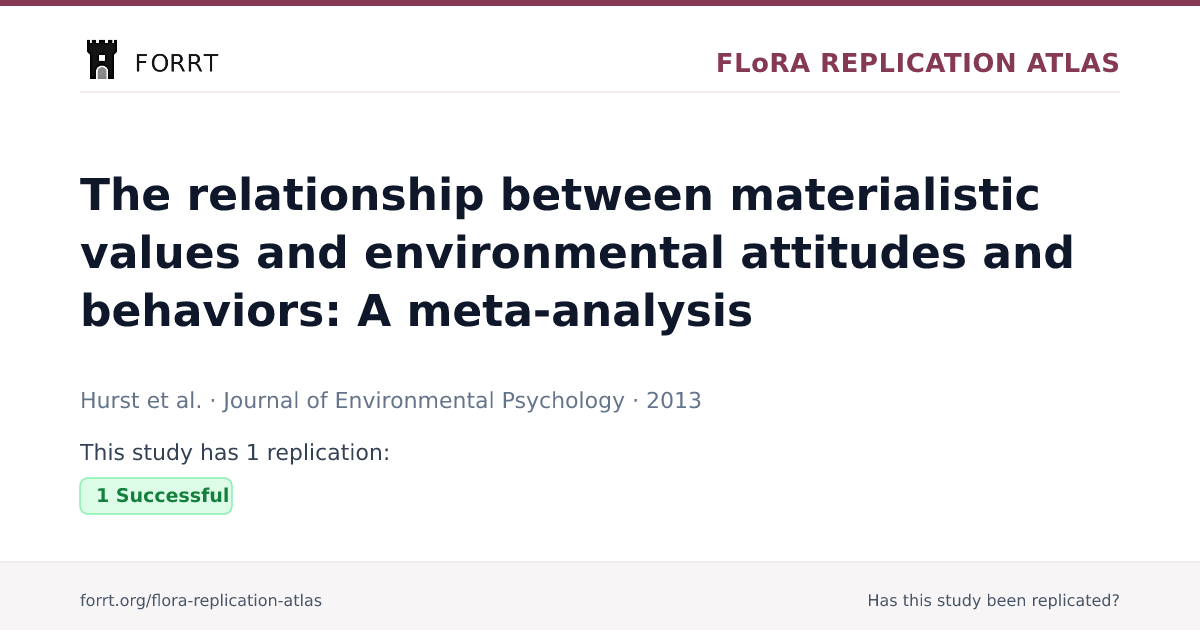 FORRT
FLoRA REPLICATION ATLAS
The relationship between materialistic
values and environmental attitudes and
behaviors: A meta-analysis
Hurst et al. · Journal of Environmental Psychology · 2013
This study has 1 replication:
1 Successful
forrt.org/flora-replication-atlas
Has this study been replicated?